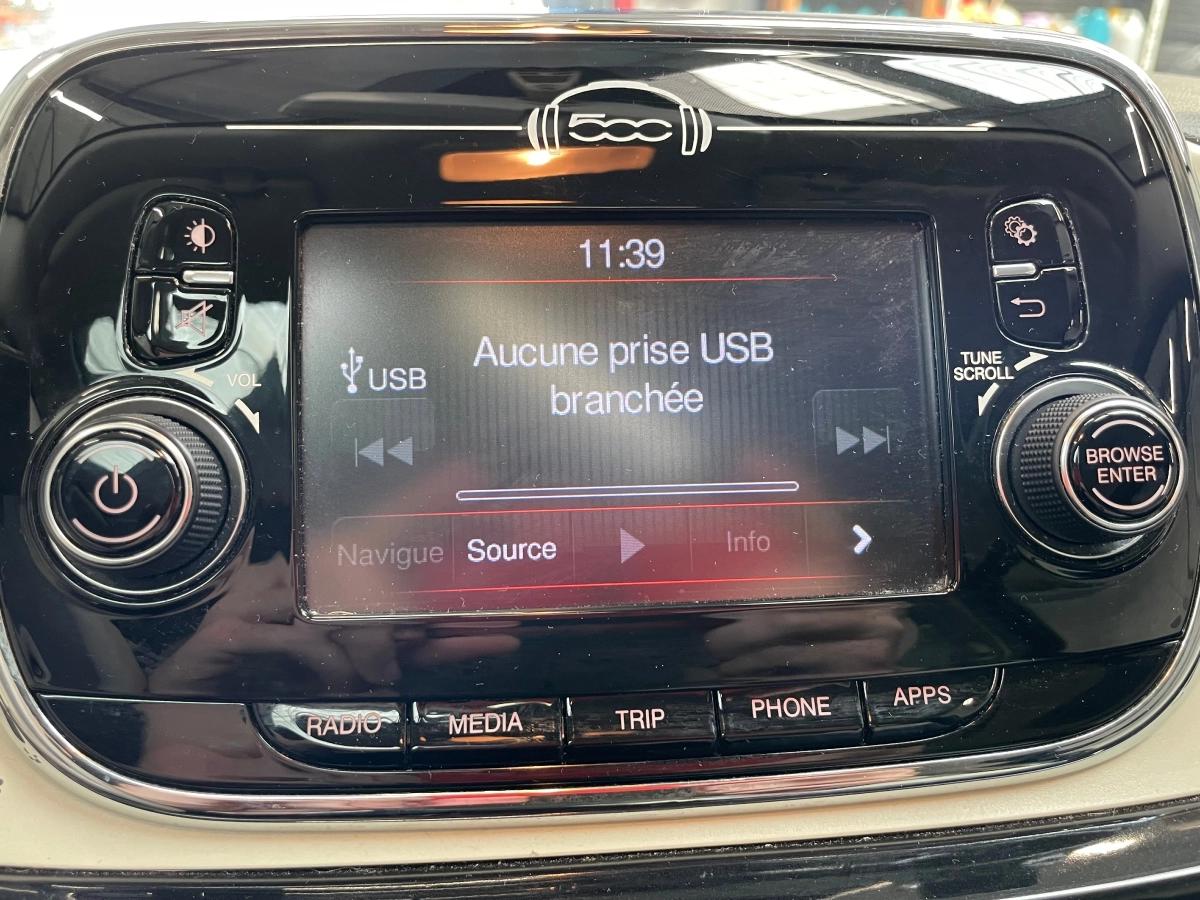 500
11:39
Aucune prise USB
branchée
USB
VOL
TUNE
SCROLL
BROWSE
ENTER
Navigue Source Info
RADIO MEDIA TRIP PHONE APPS